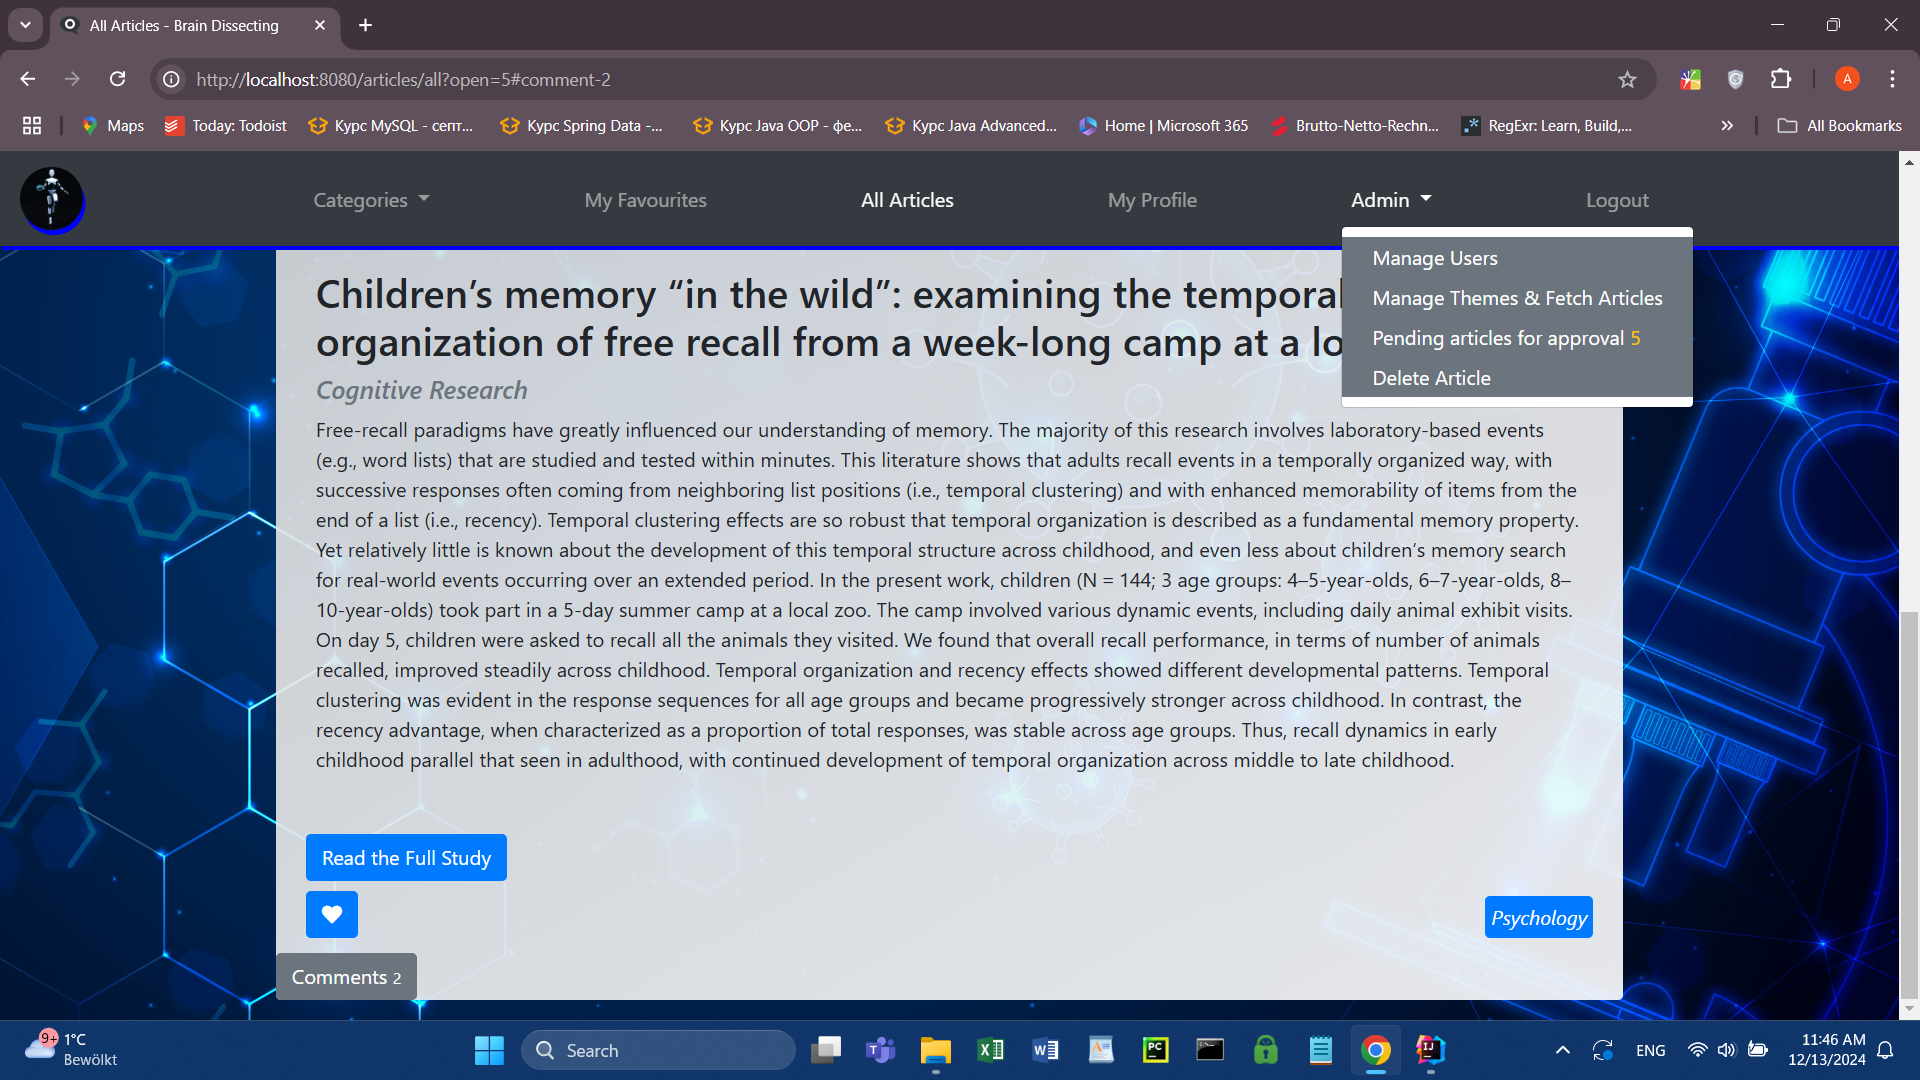 All Articles - Brain Dissecting
http://localhost:8080/articles/all?open=5#comment-2
A
Maps
Today: Todoist
Курс MySQL - септ...
Курс Spring Data -...
Курс Java OOP - фе...
Курс Java Advanced...
Home | Microsoft 365
Brutto-Netto-Rechn...
RegExr: Learn, Build,...
All Bookmarks
Categories
My Favourites
All Articles
My Profile
Admin
Logout
Manage Users
Manage Themes & Fetch Articles
Pending articles for approval 5
Delete Article
Children’s memory “in the wild”: examining the temporal
organization of free recall from a week-long camp at a lo
Cognitive Research
Free-recall paradigms have greatly influenced our understanding of memory. The majority of this research involves laboratory-based events
(e.g., word lists) that are studied and tested within minutes. This literature shows that adults recall events in a temporally organized way, with
successive responses often coming from neighboring list positions (i.e., temporal clustering) and with enhanced memorability of items from the
end of a list (i.e., recency). Temporal clustering effects are so robust that temporal organization is described as a fundamental memory property.
Yet relatively little is known about the development of this temporal structure across childhood, and even less about children’s memory search
for real-world events occurring over an extended period. In the present work, children (N = 144; 3 age groups: 4–5-year-olds, 6–7-year-olds, 8–
10-year-olds) took part in a 5-day summer camp at a local zoo. The camp involved various dynamic events, including daily animal exhibit visits.
On day 5, children were asked to recall all the animals they visited. We found that overall recall performance, in terms of number of animals
recalled, improved steadily across childhood. Temporal organization and recency effects showed different developmental patterns. Temporal
clustering was evident in the response sequences for all age groups and became progressively stronger across childhood. In contrast, the
recency advantage, when characterized as a proportion of total responses, was stable across age groups. Thus, recall dynamics in early
childhood parallel that seen in adulthood, with continued development of temporal organization across middle to late childhood.
Read the Full Study
Psychology
Comments 2
9+
1°C
Bewölkt
Search
PC
IJ
ENG
11:46 AM
12/13/2024